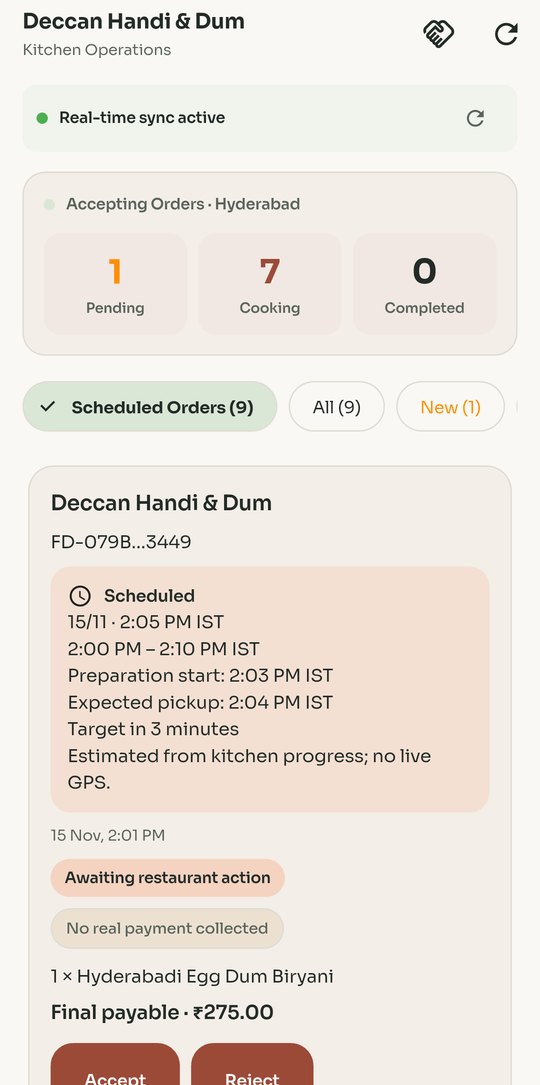 Deccan Handi & Dum
Kitchen Operations
Real-time sync active
Accepting Orders · Hyderabad
1
Pending
7
Cooking
0
Completed
Scheduled Orders (9)
All (9)
New (1)
Deccan Handi & Dum
FD-079B...3449
Scheduled
15/11 · 2:05 PM IST
2:00 PM – 2:10 PM IST
Preparation start: 2:03 PM IST
Expected pickup: 2:04 PM IST
Target in 3 minutes
Estimated from kitchen progress; no live
GPS.
15 Nov, 2:01 PM
Awaiting restaurant action
No real payment collected
1 × Hyderabadi Egg Dum Biryani
Final payable · ₹275.00
Accept
Reject